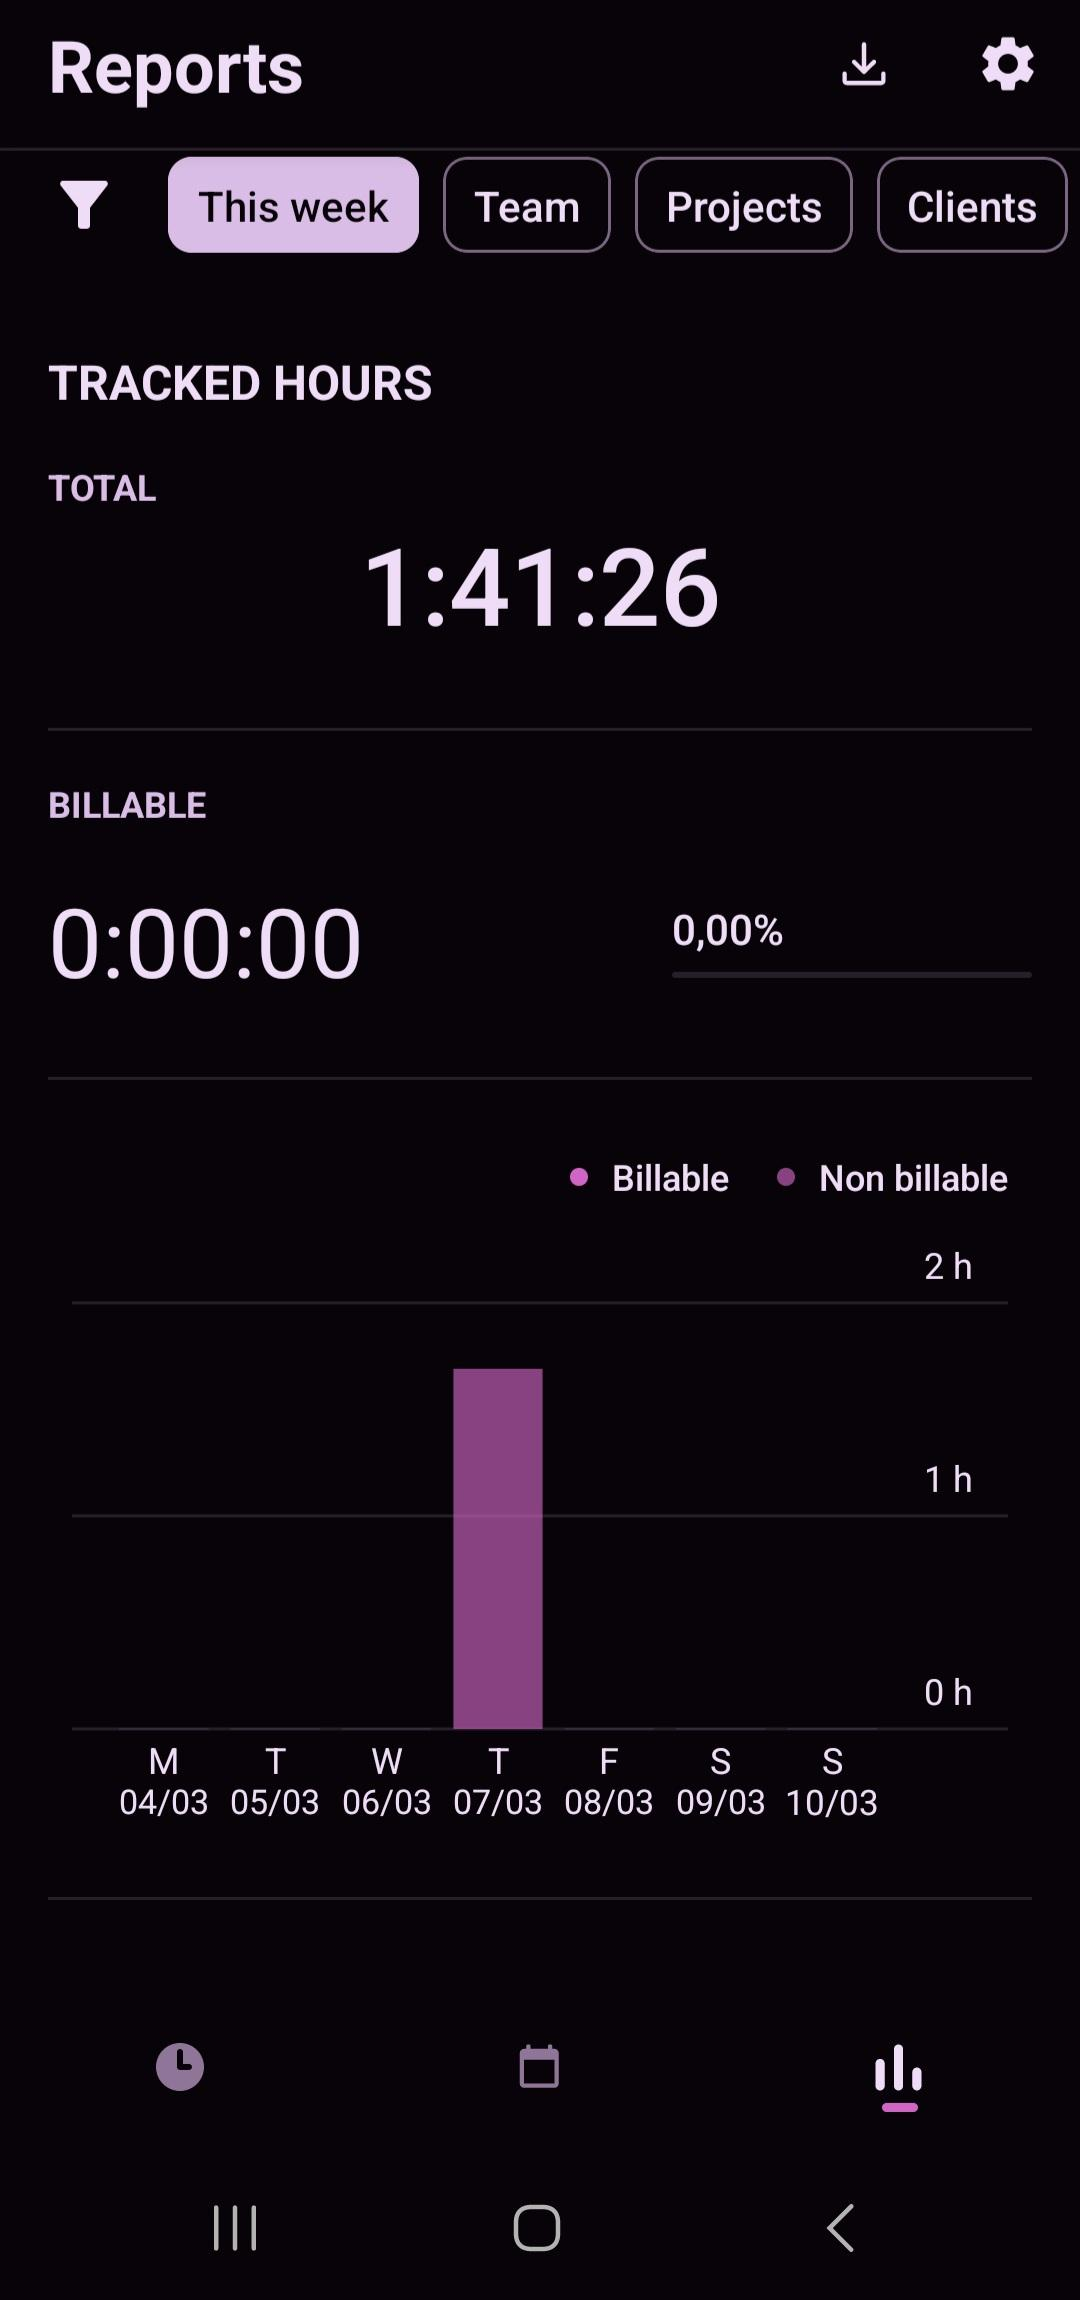 Reports
This week Team Projects Clients
TRACKED HOURS
TOTAL
1:41:26
BILLABLE
0:00:00 0,00%
Billable Non billable
2 h
1 h
0 h
M T W T F S S
04/03 05/03 06/03 07/03 08/03 09/03 10/03